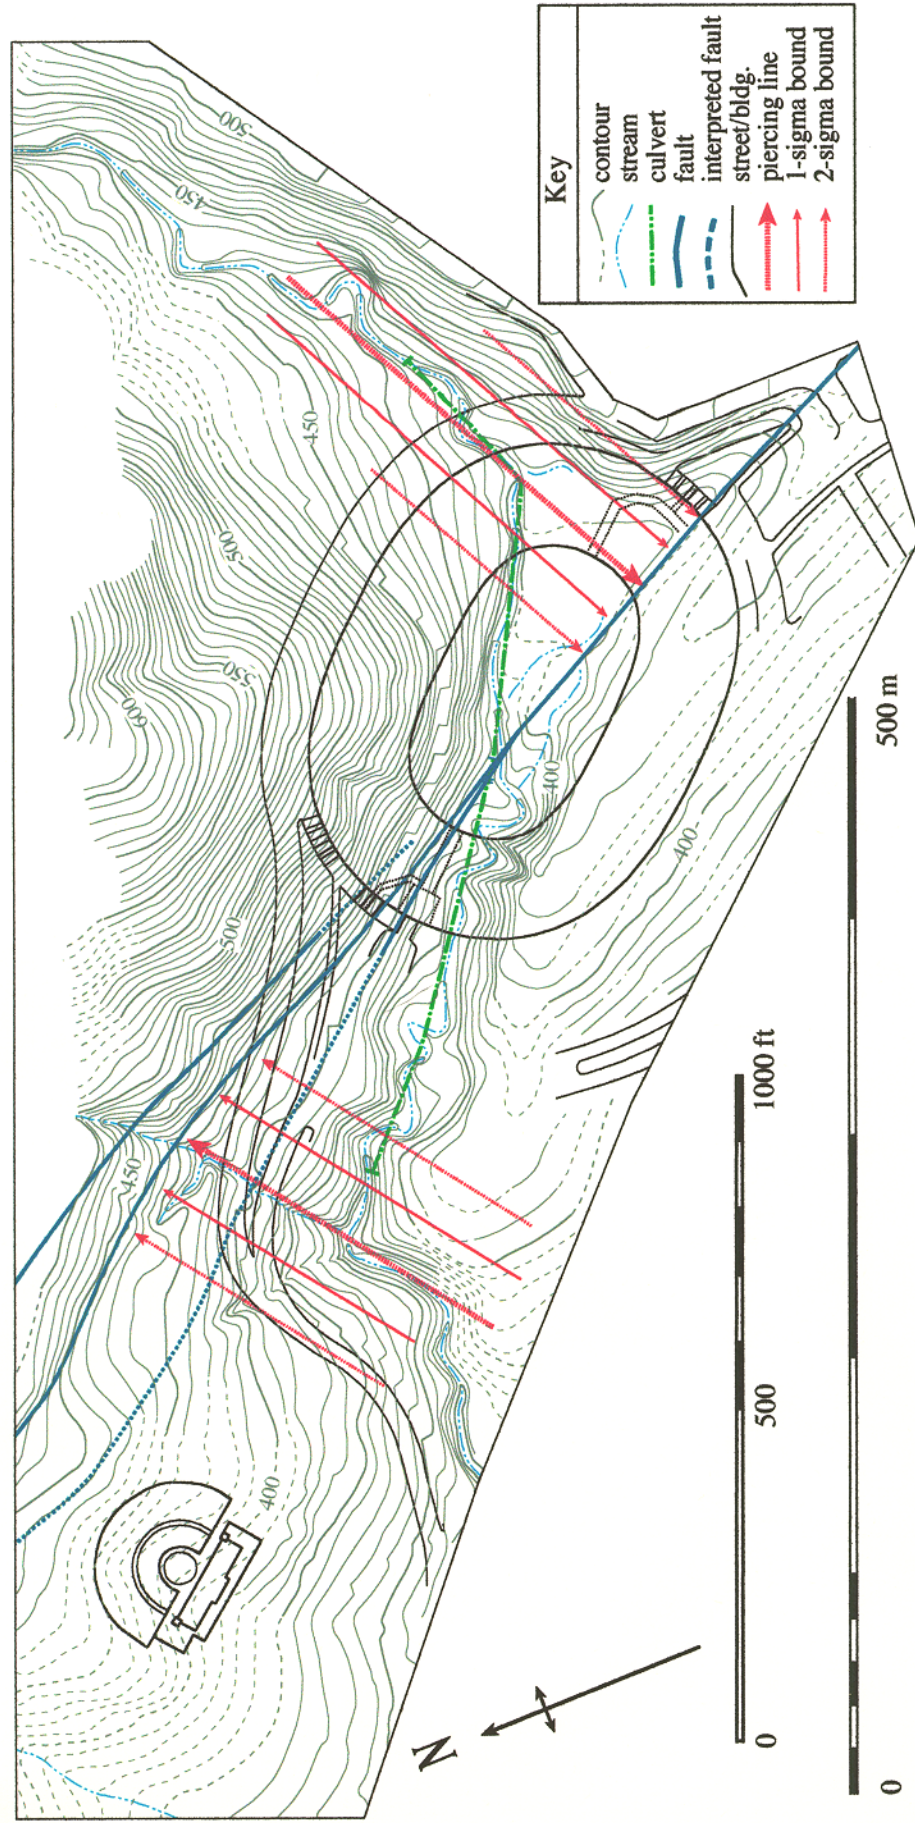 Key
contour
stream
culvert
fault
interpreted fault
street/bldg.
piercing line
1-sigma bound
2-sigma bound
500
450
450
500
550
600
500
450
400
400
400
N
0
500
1000 ft
0
500 m